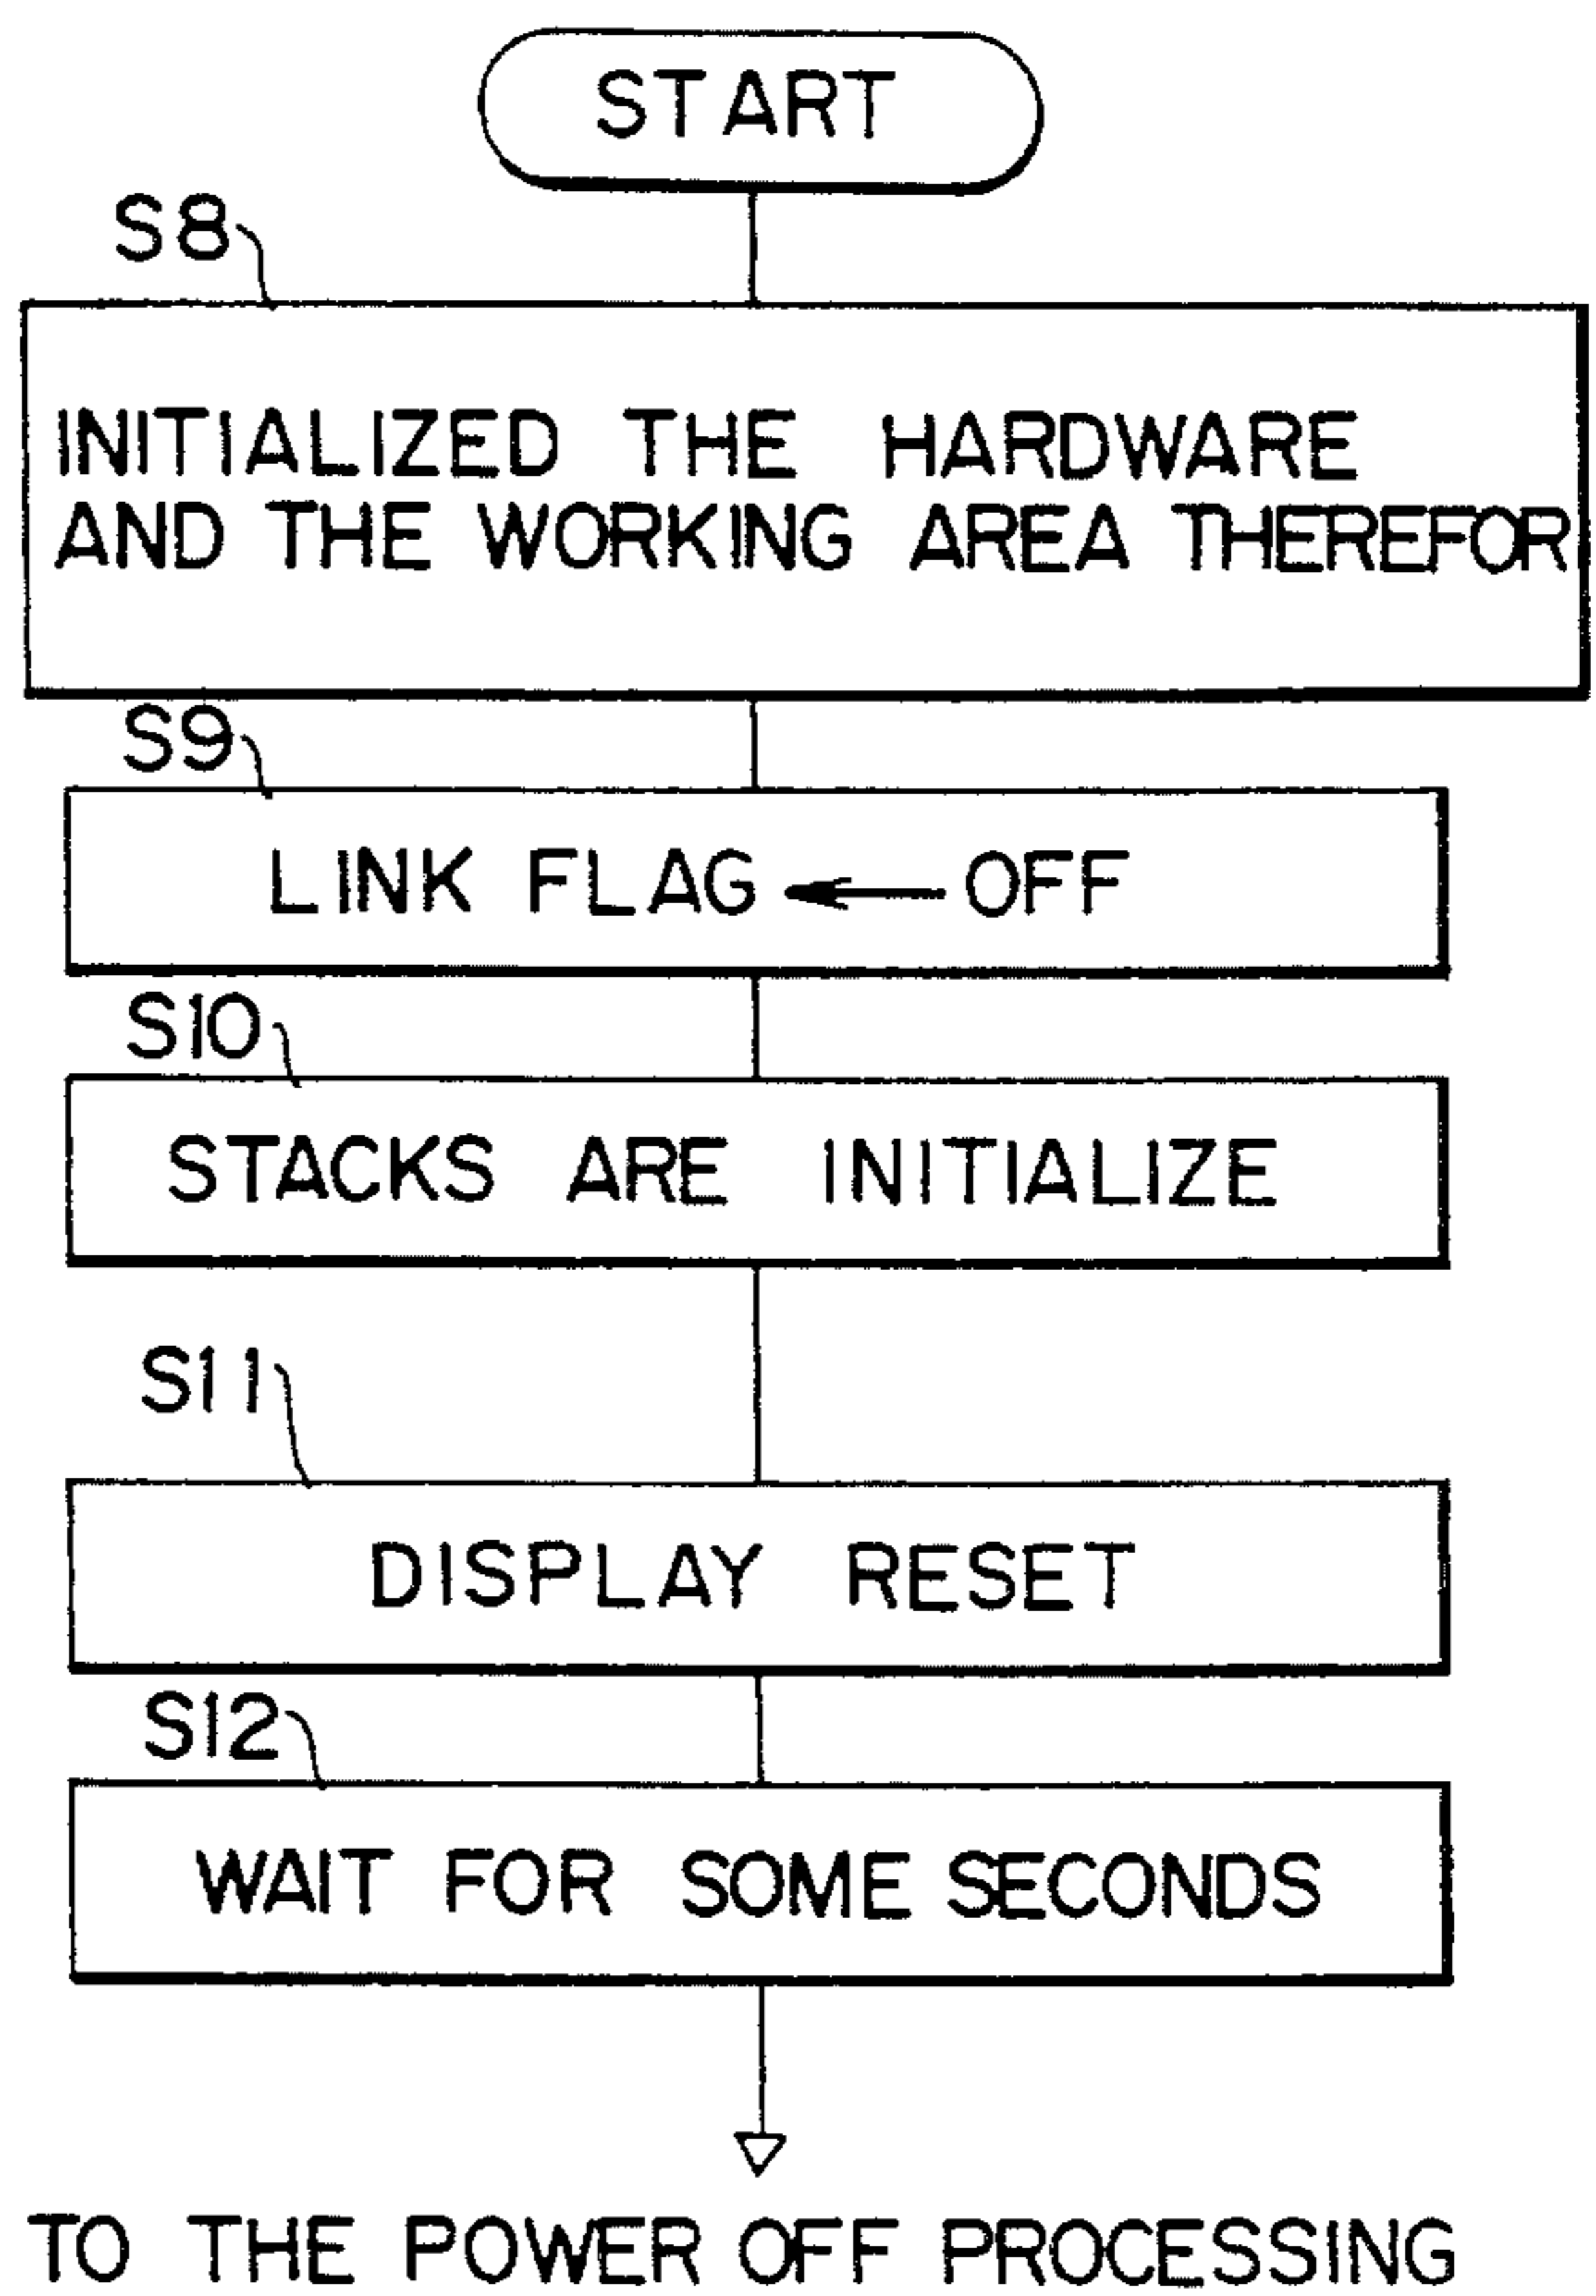 START
S8
INITIALIZED THE HARDWARE
AND THE WORKING AREA THEREFOR
S9
LINK FLAG ← OFF
S10
STACKS ARE INITIALIZE
S11
DISPLAY RESET
S12
WAIT FOR SOME SECONDS
TO THE POWER OFF PROCESSING